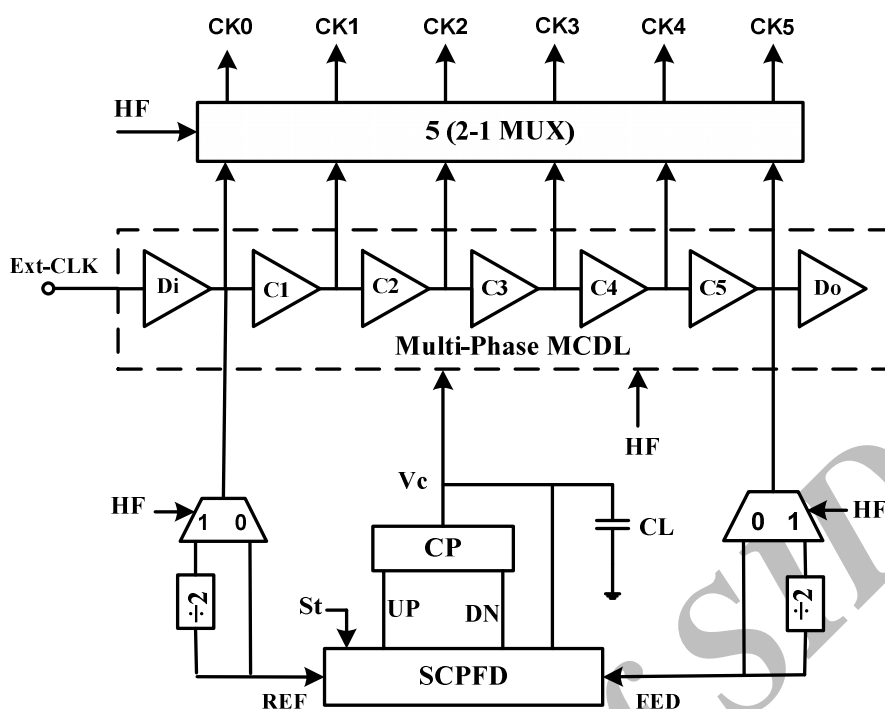 CK0 CK1 CK2 CK3 CK4 CK5
HF
5 (2-1 MUX)
Ext-CLK
Di C1 C2 C3 C4 C5 Do
Multi-Phase MCDL
HF
Vc
HF 1 0
0 1 HF
CP
CL
÷2
÷2
St
UP DN
SCPFD
REF
FED